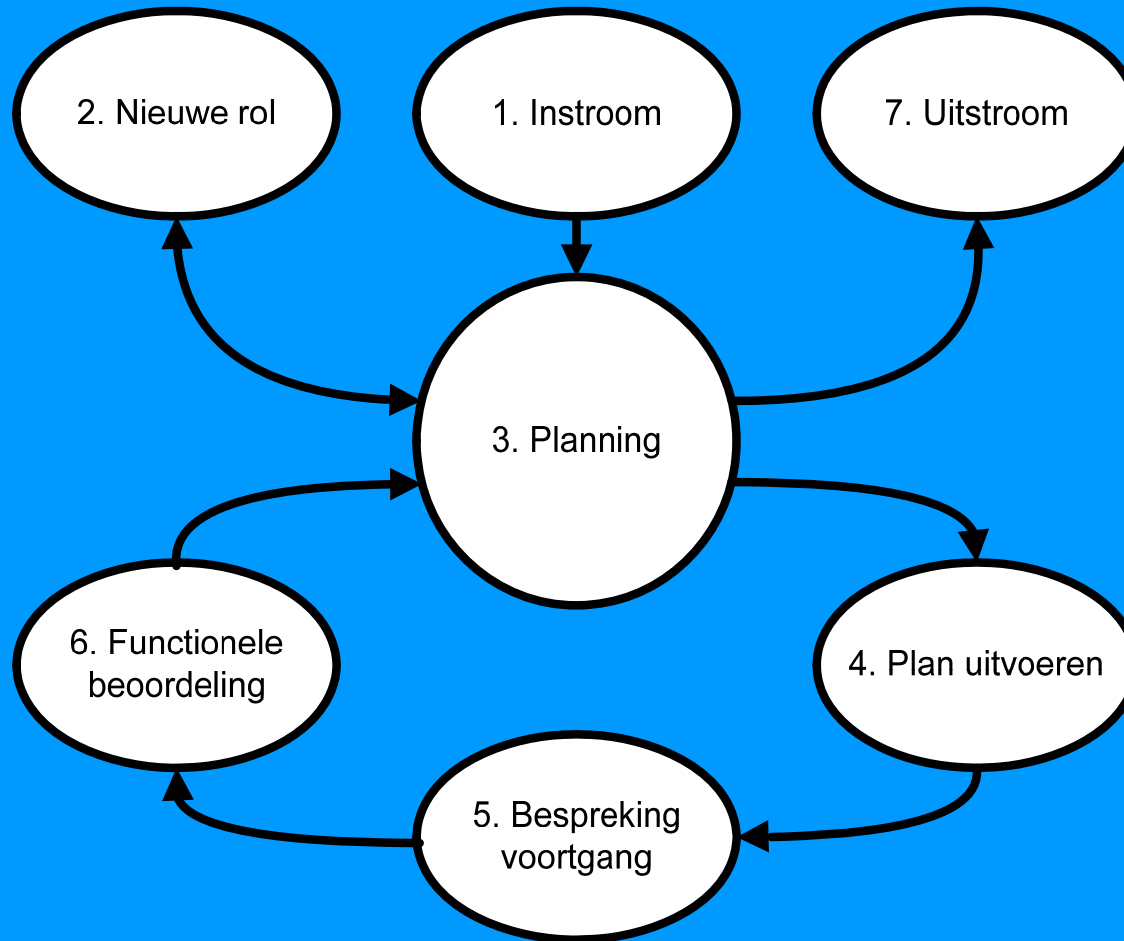 2. Nieuwe rol
1. Instroom
7. Uitstroom
3. Planning
6. Functionele
beoordeling
4. Plan uitvoeren
5. Bespreking
voortgang